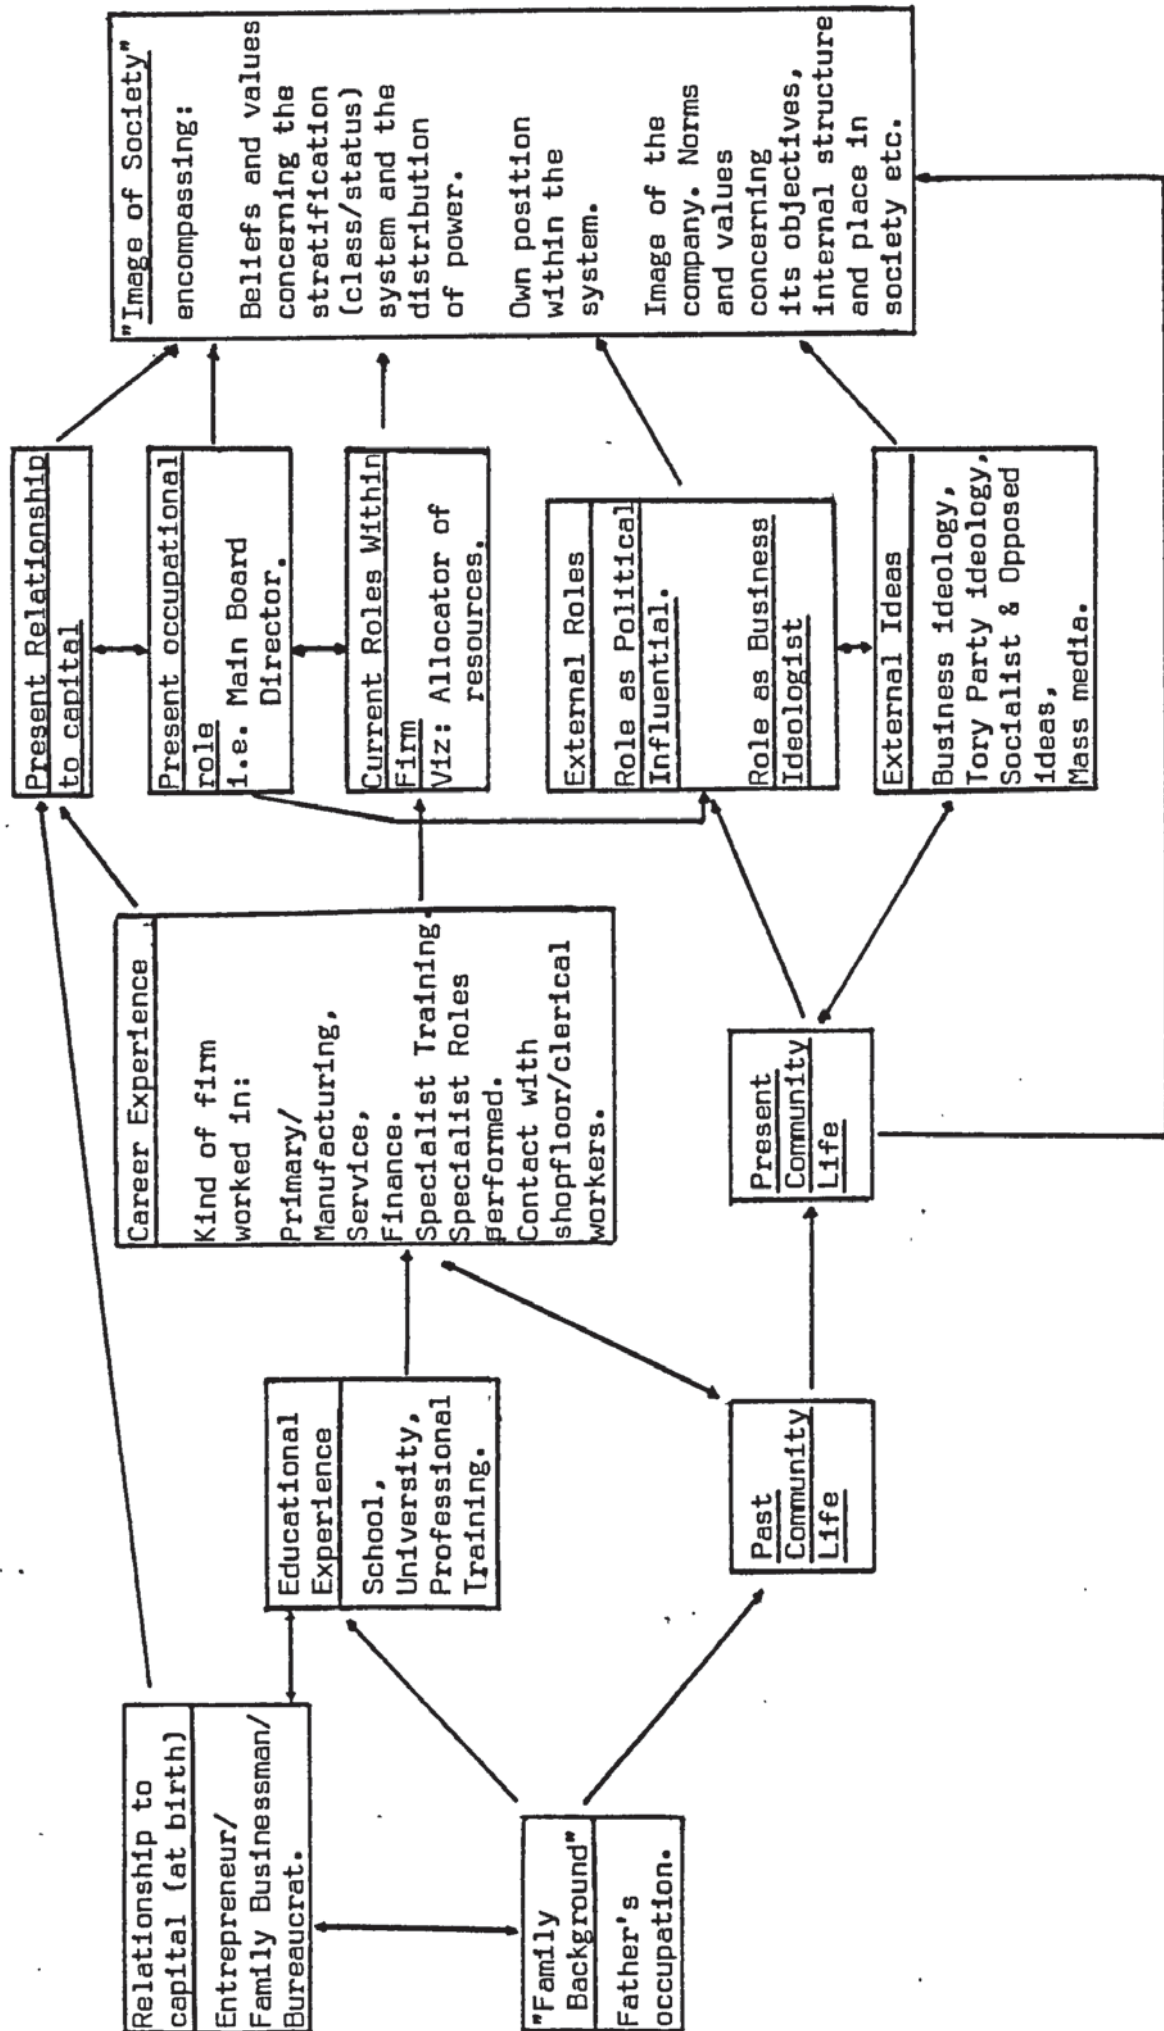 Relationship to
capital (at birth)
Entrepreneur/
Family Businessman/
Bureaucrat.
"Family
Background"
Father's
occupation.
Educational
Experience
School,
University,
Professional
Training.
Past
Community
Life
Career Experience
Kind of firm
worked in:
Primary/
Manufacturing,
Service,
Finance.
Specialist Training
Specialist Roles
performed.
Contact with
shopfloor/clerical
workers.
Present
Community
Life
Present Relationship
to capital
Present occupational
role
i.e. Main Board
Director.
Current Roles Within
Firm
Viz: Allocator of
resources.
External Roles
Role as Political
Influential.
Role as Business
Ideologist
External Ideas
Business ideology,
Tory Party ideology,
Socialist & Opposed
ideas,
Mass media.
"Image of Society"
encompassing:
Beliefs and values
concerning the
stratification
(class/status)
system and the
distribution
of power.
Own position
within the
system.
Image of the
company. Norms
and values
concerning
its objectives,
internal structure
and place in
society etc.